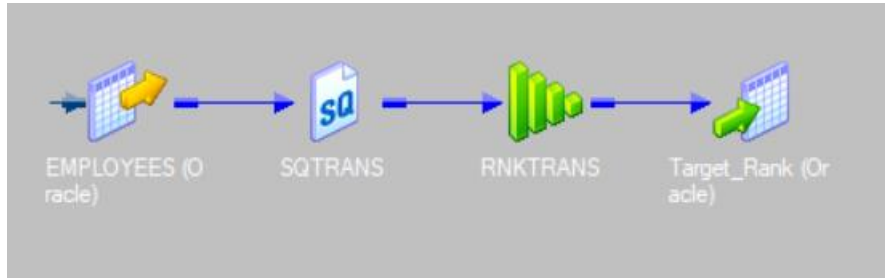 SQ
EMPLOYEES (O
racle)
SQTRANS
RNKTRANS
Target_Rank (Or
acle)